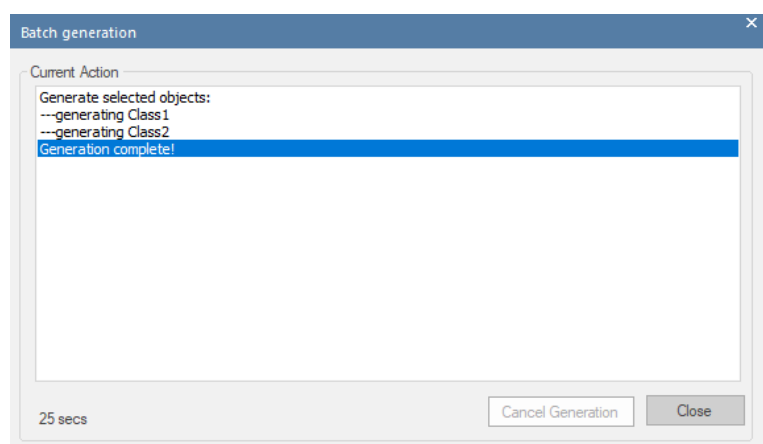 Batch generation
Current Action
Generate selected objects:
---generating Class1
---generating Class2
Generation complete!
25 secs
Cancel Generation
Close